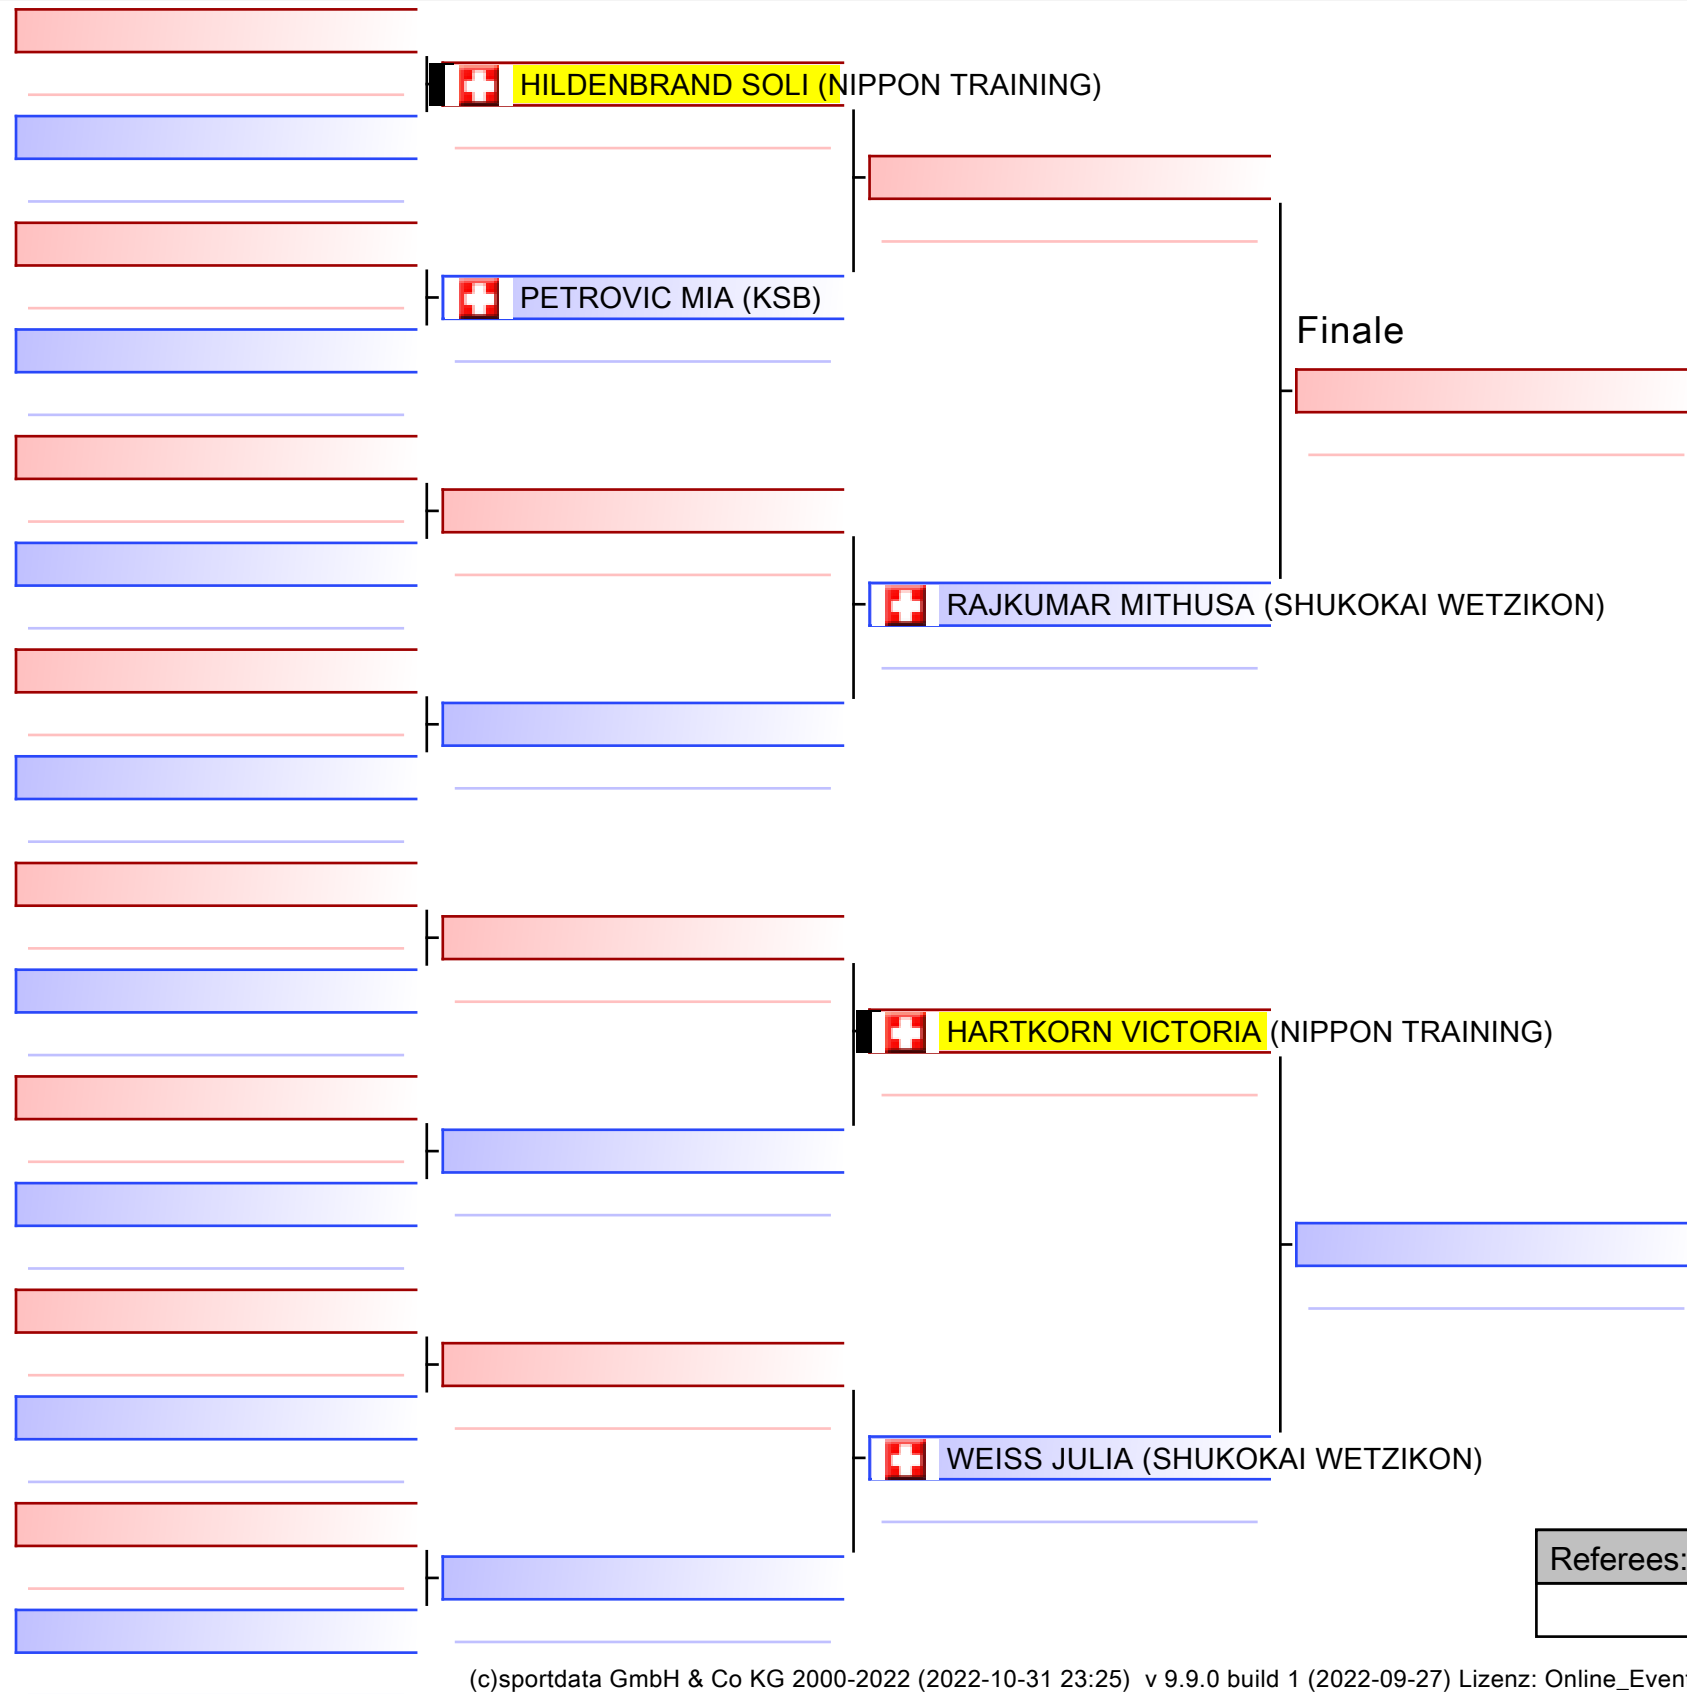 HILDENBRAND SOLI (NIPPON TRAINING)
PETROVIC MIA (KSB)
Finale
RAJKUMAR MITHUSA (SHUKOKAI WETZIKON)
HARTKORN VICTORIA (NIPPON TRAINING)
WEISS JULIA (SHUKOKAI WETZIKON)
Referees:
(c)sportdata GmbH & Co KG 2000-2022 (2022-10-31 23:25) v 9.9.0 build 1 (2022-09-27) Lizenz: Online_Event